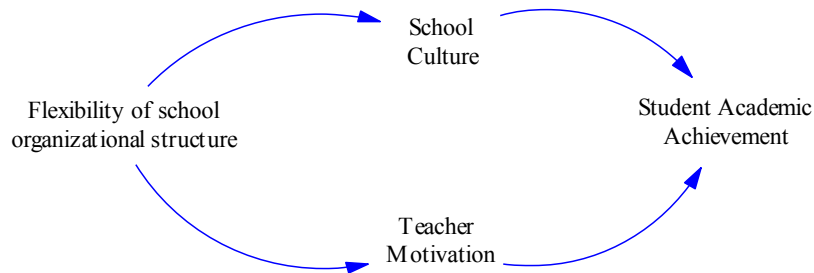 School
Culture
Flexibility of school
organizational structure
Student Academic
Achievement
Teacher
Motivation